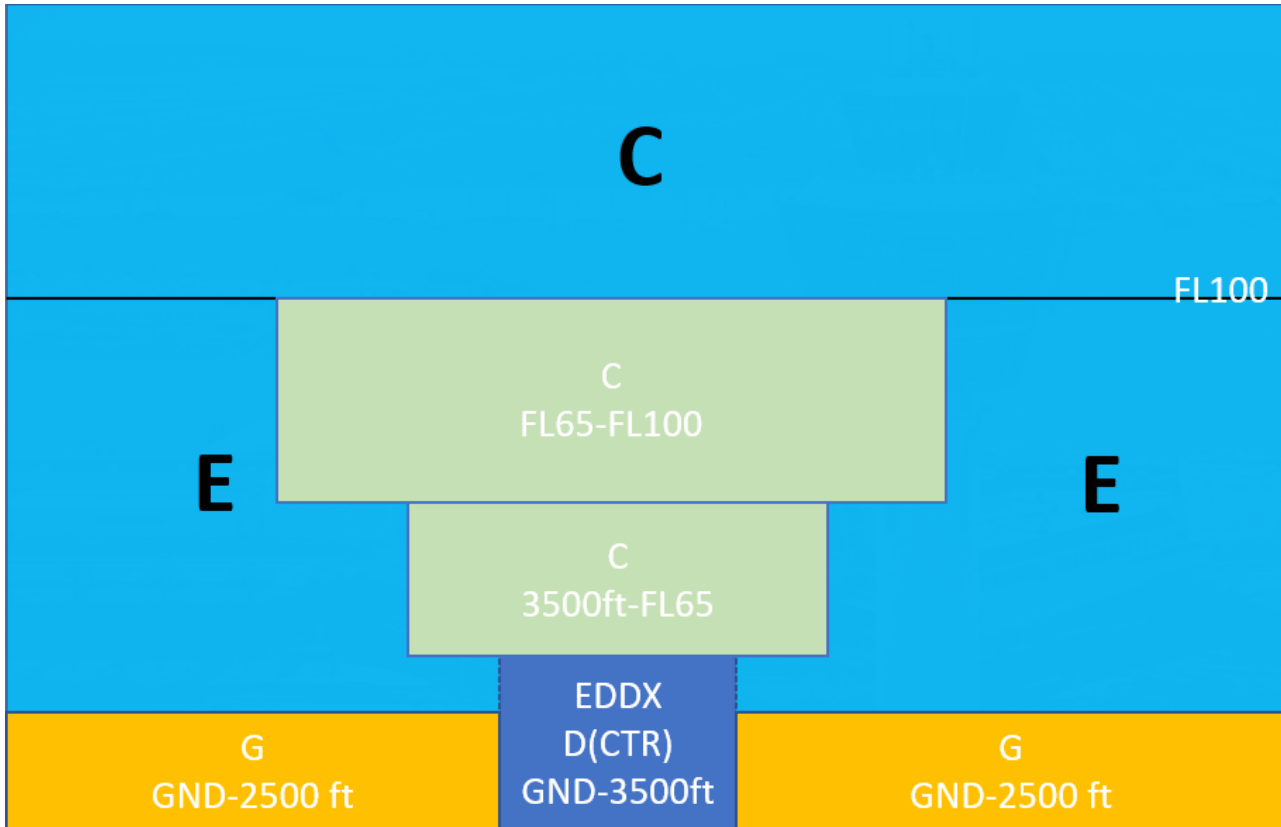 C
FL100
C
FL65-FL100
E
E
C
3500ft-FL65
EDDX
D(CTR)
GND-3500ft
G
GND-2500 ft
G
GND-2500 ft